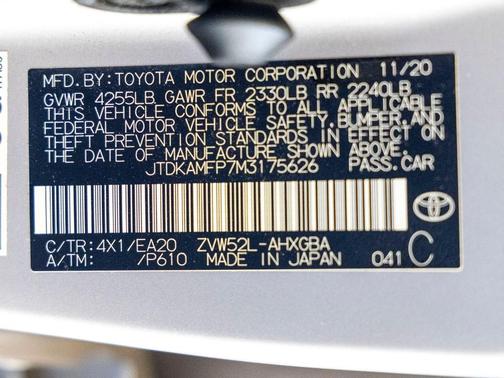 MFD.BY:TOYOTA MOTOR CORPORATION 11/20
GVWR 4255LB GAWR FR 2330LB RR 2240LB
THIS VEHICLE CONFORMS TO ALL APPLICABLE
FEDERAL MOTOR VEHICLE SAFETY,BUMPER,AND
THEFT PREVENTION STANDARDS IN EFFECT ON
THE DATE OF MANUFACTURE SHOWN ABOVE.
JTDKAMFP7M3175626 PASS.CAR
C/TR:4X1/EA20 ZVW52L-AHXGBA
A/TM: /P610 MADE IN JAPAN 041 C